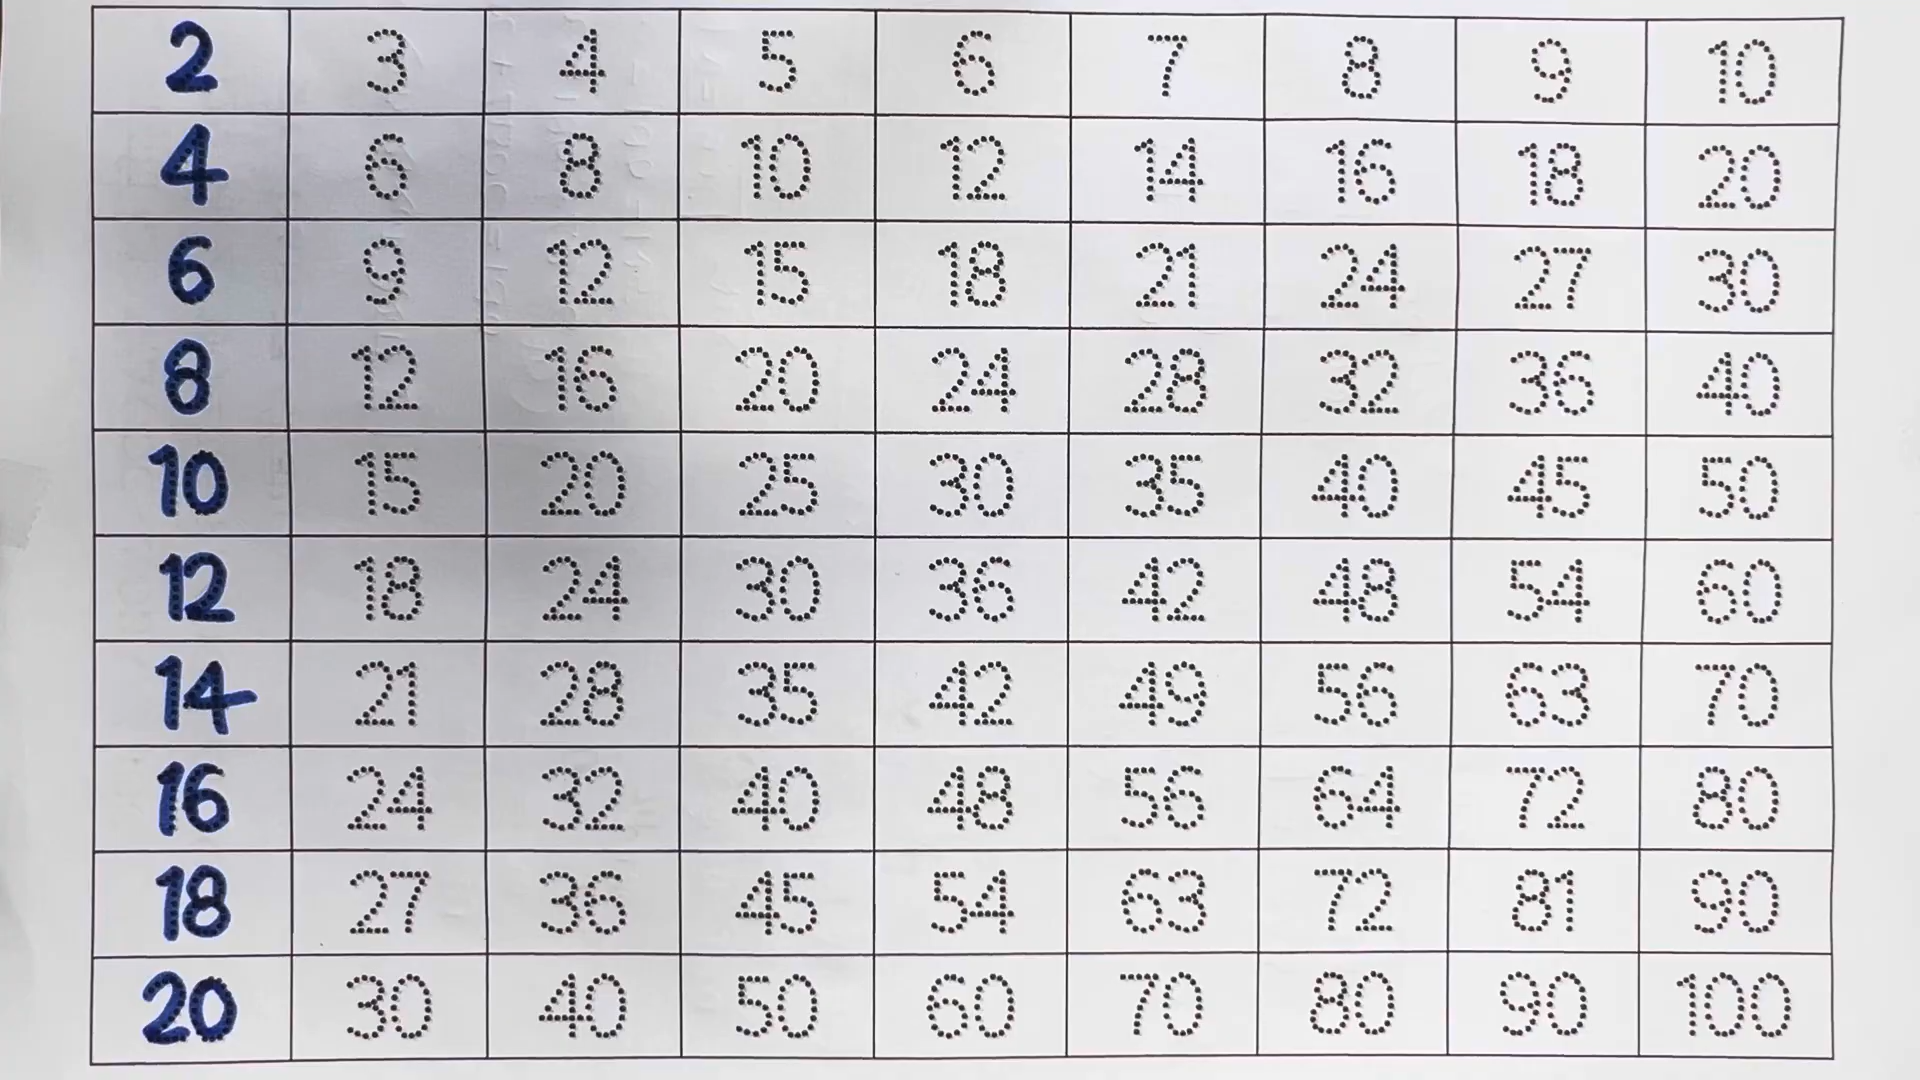 2 3 4 5 6 7 8 9 10
4 6 8 10 12 14 16 18 20
6 9 12 15 18 21 24 27 30
8 12 16 20 24 28 32 36 40
10 15 20 25 30 35 40 45 50
12 18 24 30 36 42 48 54 60
14 21 28 35 42 49 56 63 70
16 24 32 40 48 56 64 72 80
18 27 36 45 54 63 72 81 90
20 30 40 50 60 70 80 90 100